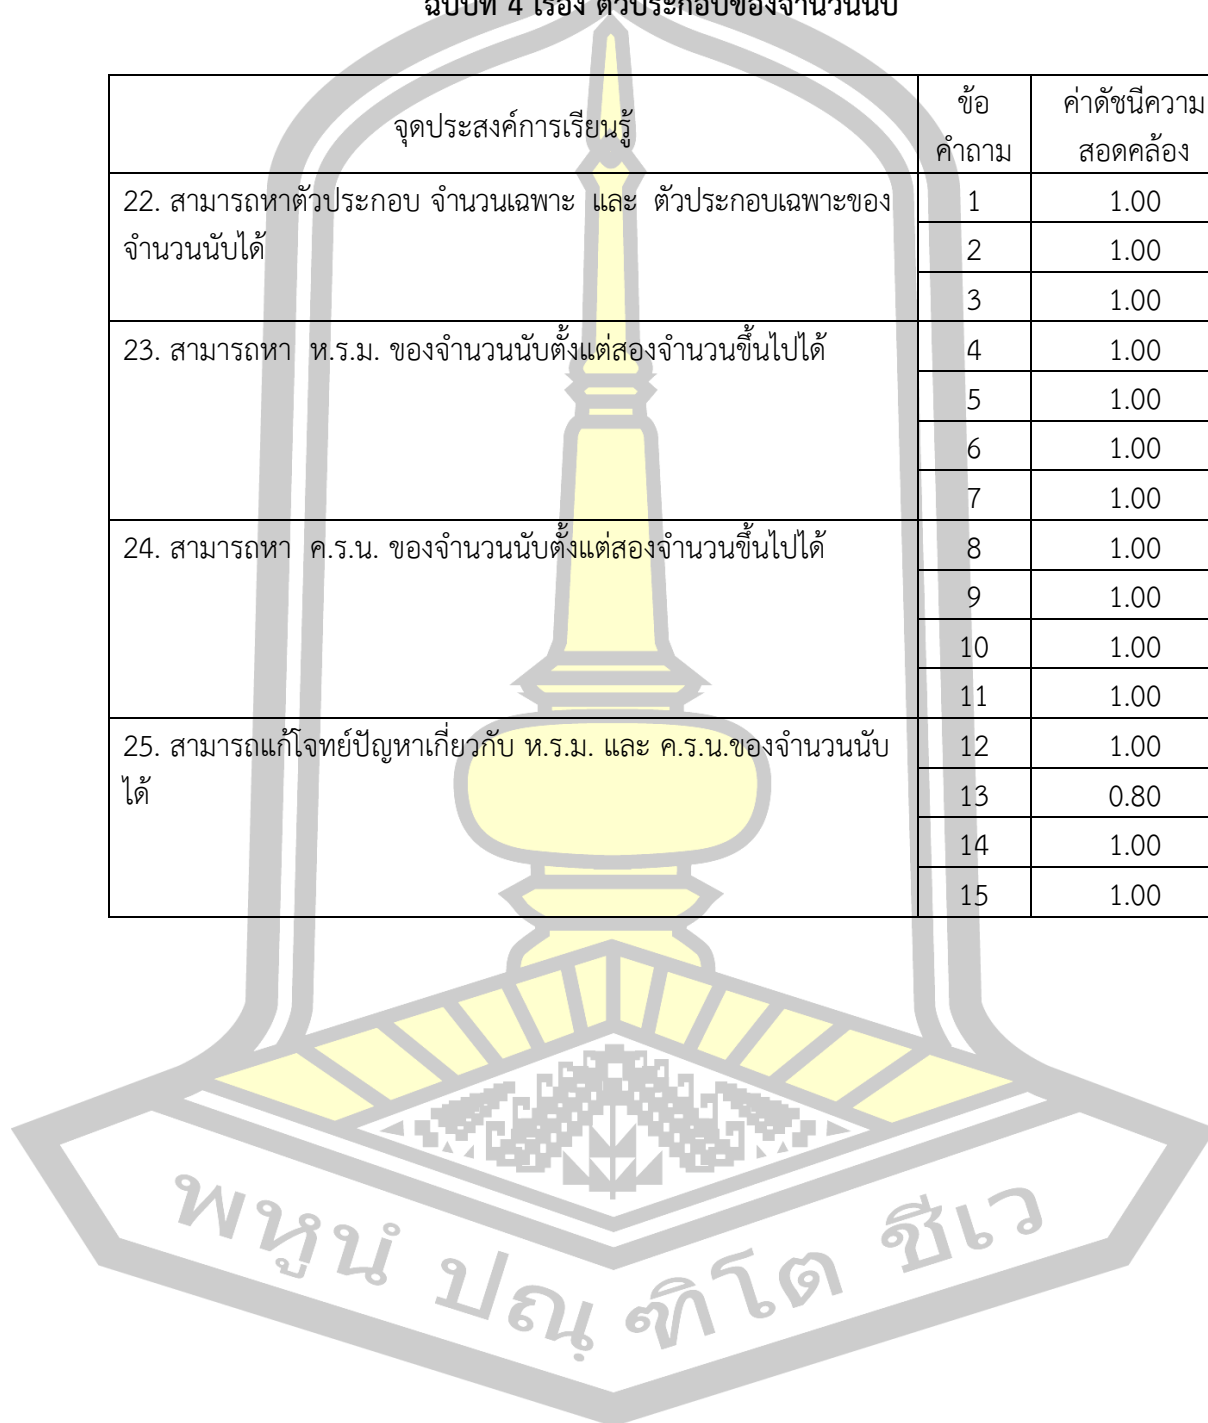 ฉบับที่ 4 เรื่อง ตัวประกอบของจำนวนนับ
จุดประสงค์การเรียนรู้
ข้อ
คำถาม
ค่าดัชนีความ
สอดคล้อง
22. สามารถหาตัวประกอบ จำนวนเฉพาะ และ ตัวประกอบเฉพาะของ
จำนวนนับได้
1 1.00
2 1.00
3 1.00
23. สามารถหา ห.ร.ม. ของจำนวนนับตั้งแต่สองจำนวนขึ้นไปได้
4 1.00
5 1.00
6 1.00
7 1.00
24. สามารถหา ค.ร.น. ของจำนวนนับตั้งแต่สองจำนวนขึ้นไปได้
8 1.00
9 1.00
10 1.00
11 1.00
25. สามารถแก้โจทย์ปัญหาเกี่ยวกับ ห.ร.ม. และ ค.ร.น.ของจำนวนนับ
ได้
12 1.00
13 0.80
14 1.00
15 1.00
พหูนํ ปณฺฑิโต ชีเว